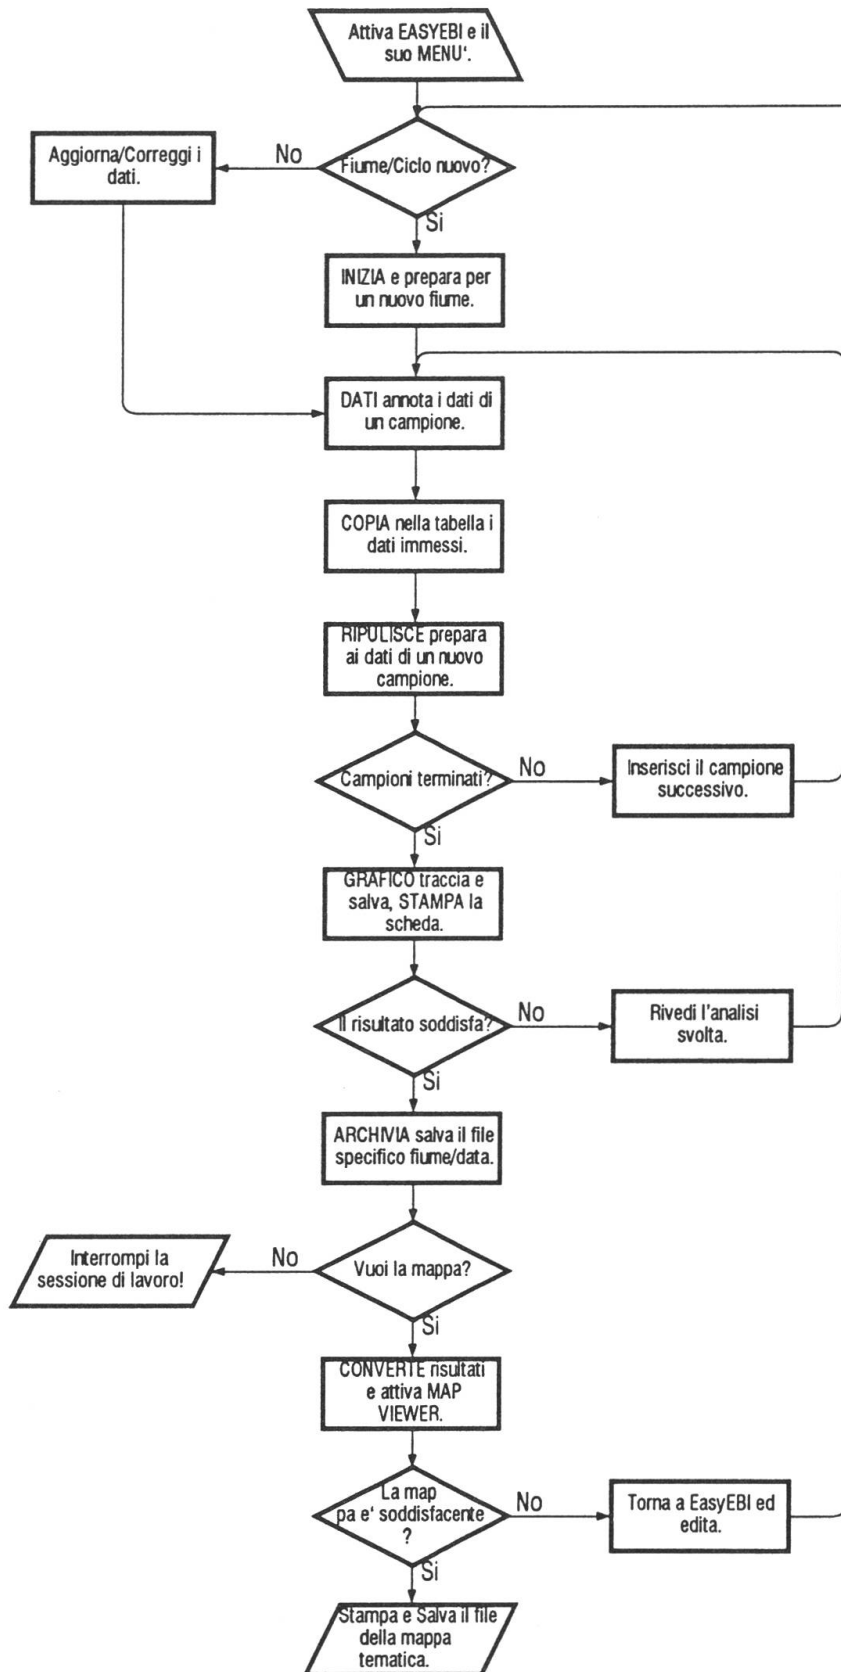 Attiva EASYEBI e il
suo MENU'.
Fiume/Ciclo nuovo?
No
Aggiorna/Correggi i
dati.
Si
INIZIA e prepara per
un nuovo fiume.
DATI annota i dati di
un campione.
COPIA nella tabella i
dati immessi.
RIPULISCE prepara
ai dati di un nuovo
campione.
Campioni terminati?
No
Inserisci il campione
successivo.
Si
GRAFICO traccia e
salva, STAMPA la
scheda.
Il risultato soddisfa?
No
Rivedi l'analisi
svolta.
Si
ARCHIVIA salva il file
specifico fiume/data.
Vuoi la mappa?
No
Interrompi la
sessione di lavoro!
Si
CONVERTE risultati
e attiva MAP
VIEWER.
La map
pa e' soddisfacente
?
No
Torna a EasyEBI ed
edita.
Si
Stampa e Salva il file
della mappa
tematica.